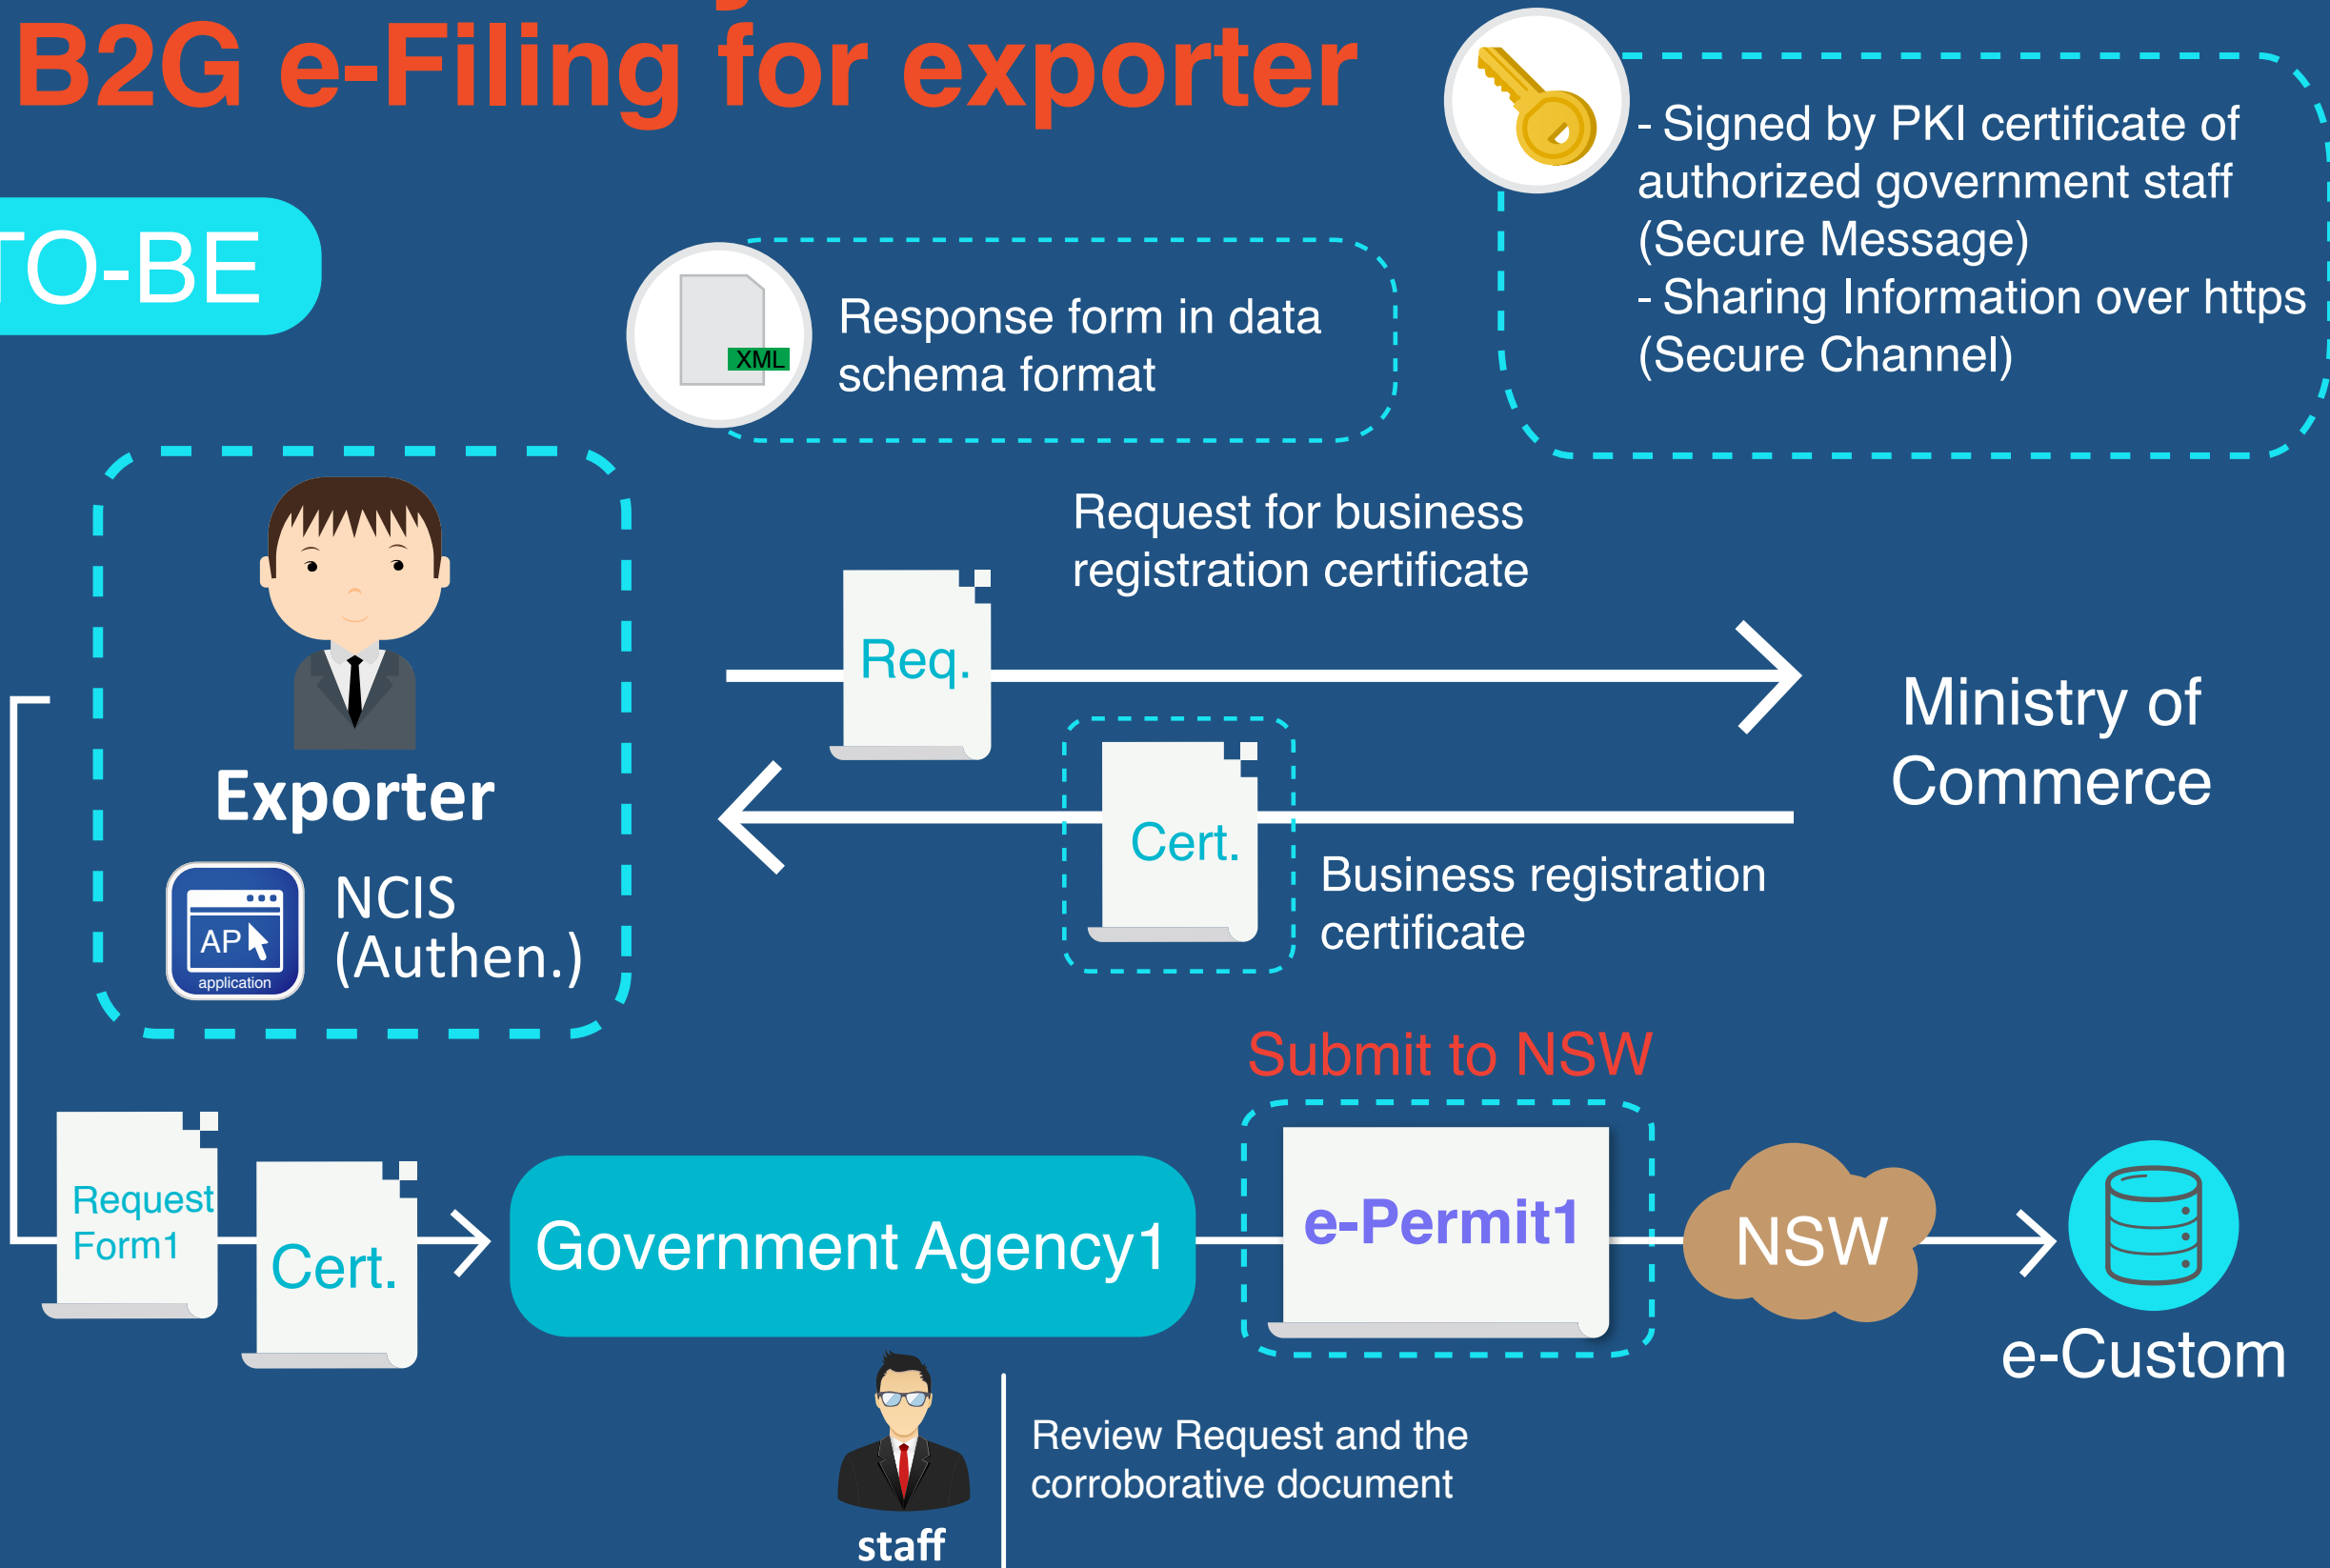 B2G e-Filing for exporter
- Signed by PKI certificate of
authorized government staff
(Secure Message)
- Sharing Information over https
(Secure Channel)
TO-BE
XML
Response form in data
schema format
Request for business
registration certificate
Req.
Ministry of
Commerce
Exporter
Cert.
Business registration
certificate
NCIS
(Authen.)
AP
application
Submit to NSW
Request
Form1
Cert.
Government Agency1
e-Permit1
NSW
e-Custom
Review Request and the
corroborative document
staff